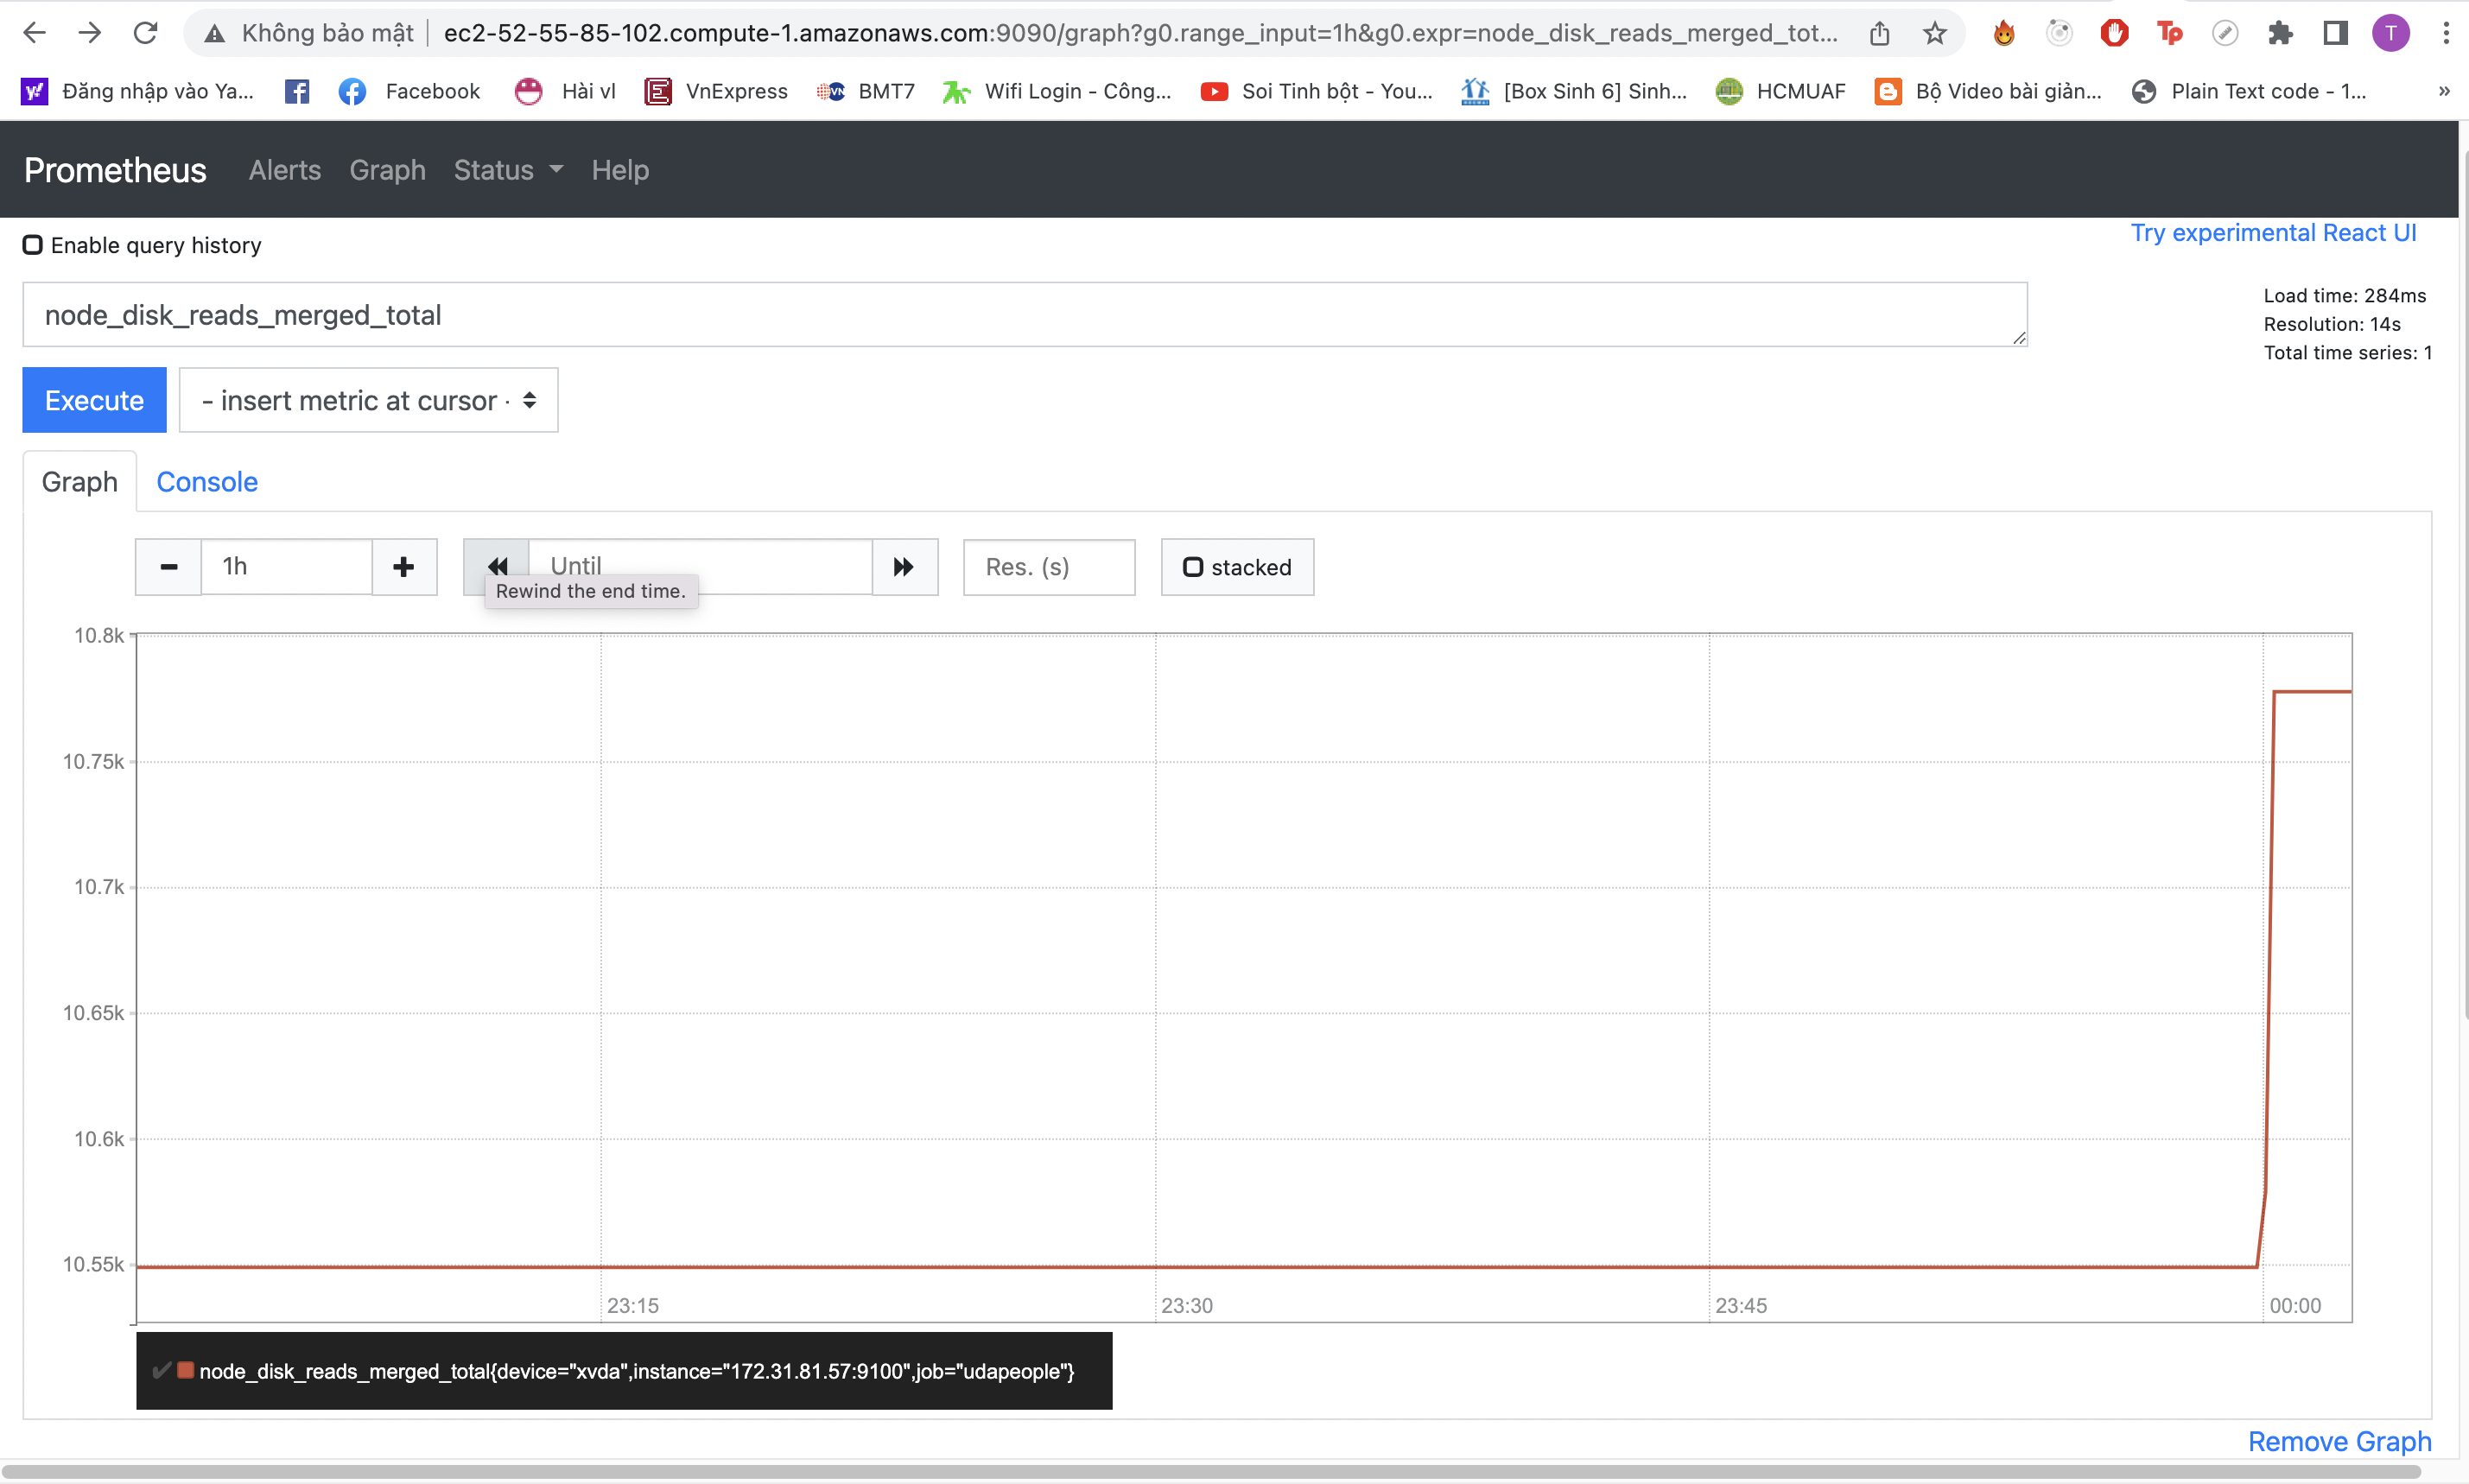 Không bảo mật ec2-52-55-85-102.compute-1.amazonaws.com:9090/graph?g0.range_input=1h&g0.expr=node_disk_reads_merged_tot... Tp T
y! Đăng nhập vào Ya... Facebook Hài vl VnExpress BMT7 Wifi Login - Công... Soi Tinh bột - You... [Box Sinh 6] Sinh... HCMUAF Bộ Video bài giản... Plain Text code - 1... »
Prometheus Alerts Graph Status Help
Enable query history
Try experimental React UI
node_disk_reads_merged_total
Load time: 284ms
Resolution: 14s
Total time series: 1
Execute - insert metric at cursor -
Graph Console
1h Until Res. (s) stacked
Rewind the end time.
10.8k
10.75k
10.7k
10.65k
10.6k
10.55k
23:15 23:30 23:45 00:00
node_disk_reads_merged_total{device="xvda",instance="172.31.81.57:9100",job="udapeople"}
Remove Graph